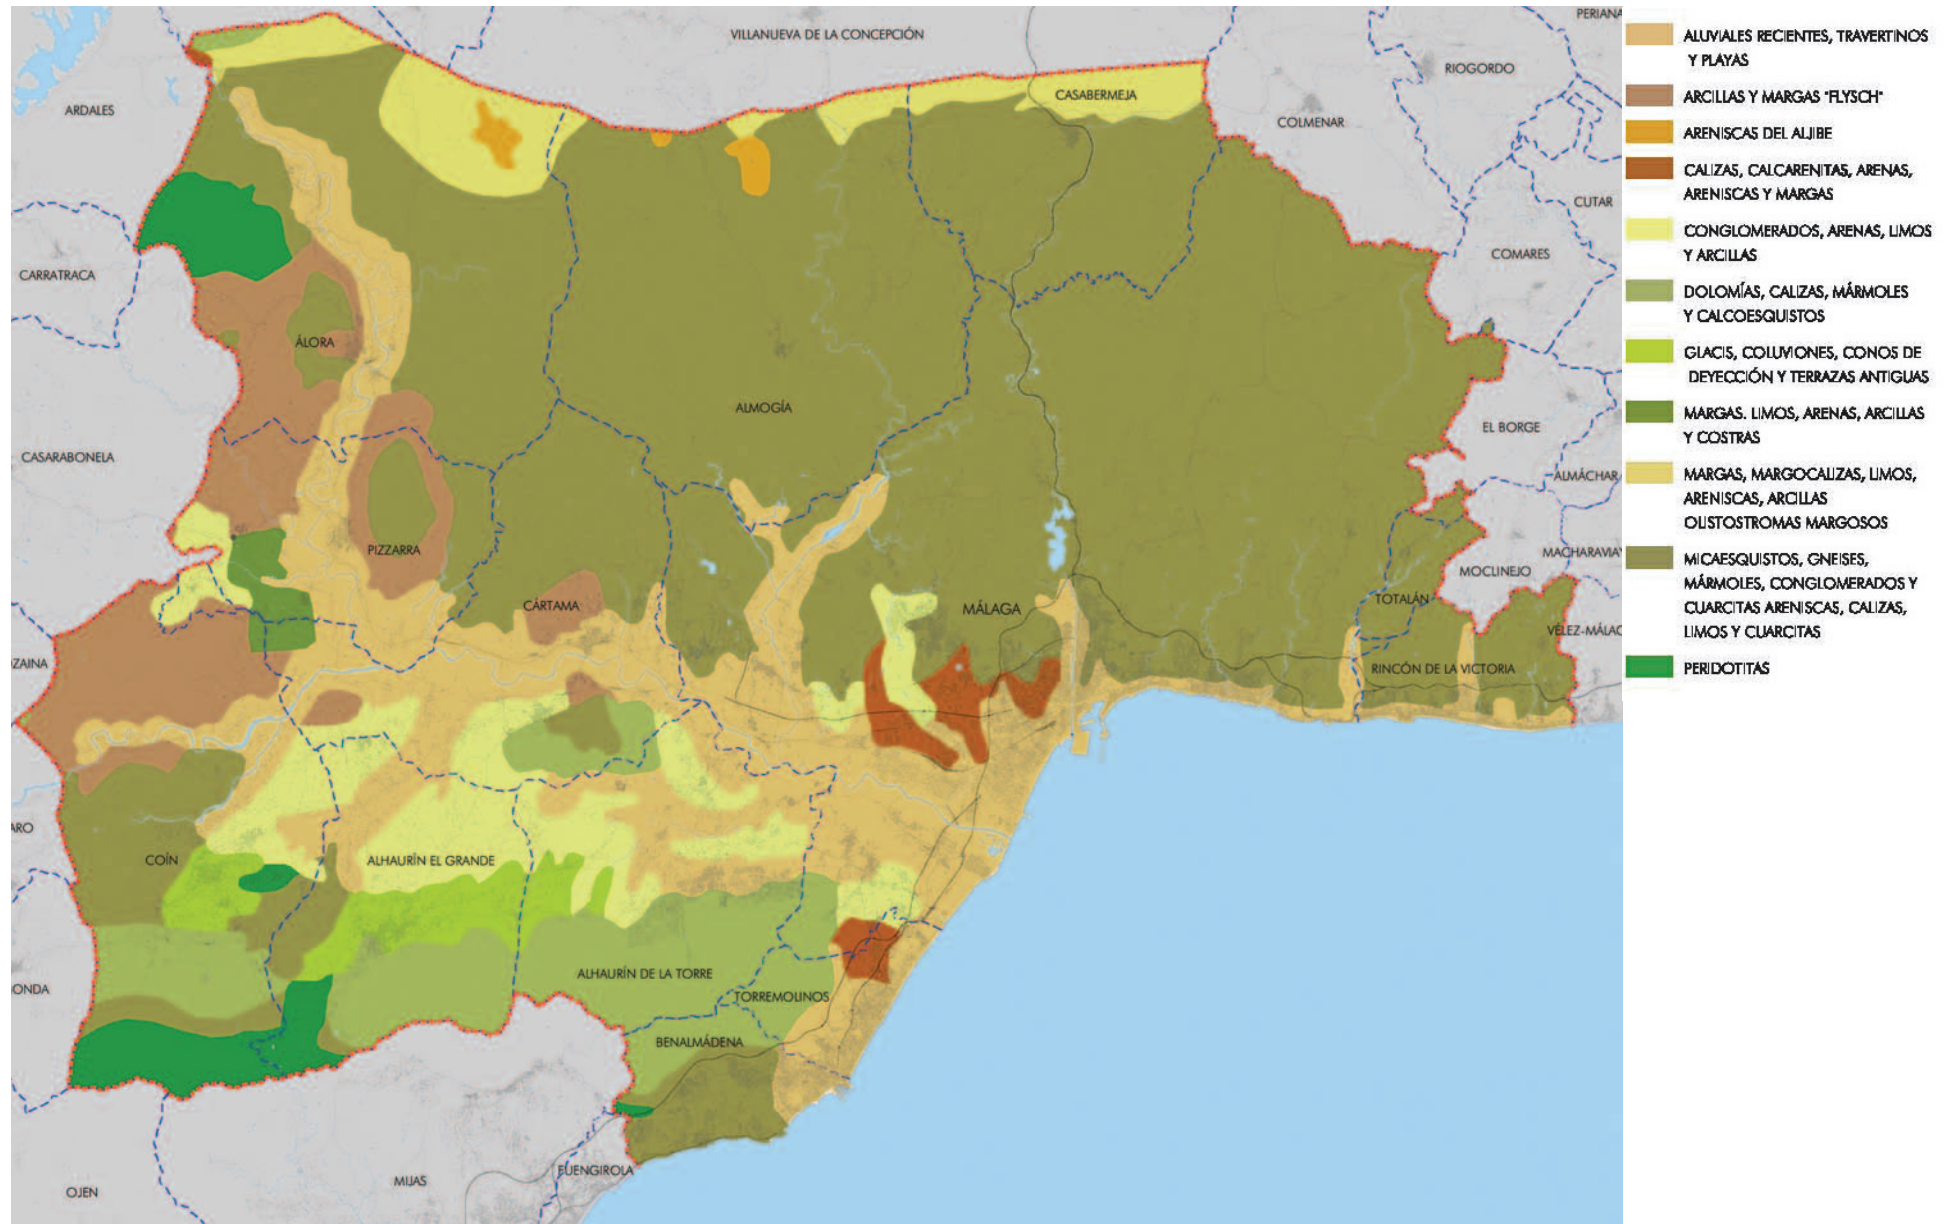 PERIANA
VILLANUEVA DE LA CONCEPCIÓN
RIOGORDO
CASABERMEJA
ARDALES
COLMENAR
CUTAR
COMARES
CARRATRACA
ÁLORA
ALMOGÍA
EL BORGE
CASARABONELA
ALMÁCHAR
PIZZARRA
MACHARAVIAY
MOCLINEJO
TOTALÁN
CÁRTAMA
MÁLAGA
VÉLEZ-MÁLAG
ZAINA
RINCÓN DE LA VICTORIA
ARO
COÍN
ALHAURÍN EL GRANDE
ALHAURÍN DE LA TORRE
ONDA
TORREMOLINOS
BENALMÁDENA
FUENGIROLA
MIJAS
OJEN
ALUVIALES RECIENTES, TRAVERTINOS
Y PLAYAS
ARCILLAS Y MARGAS "FLYSCH"
ARENISCAS DEL ALJIBE
CALIZAS, CALCARENITAS, ARENAS,
ARENISCAS Y MARGAS
CONGLOMERADOS, ARENAS, LIMOS
Y ARCILLAS
DOLOMÍAS, CALIZAS, MÁRMOLES
Y CALCOESQUISTOS
GLACIS, COLUVIONES, CONOS DE
DEYECCIÓN Y TERRAZAS ANTIGUAS
MARGAS. LIMOS, ARENAS, ARCILLAS
Y COSTRAS
MARGAS, MARGOCALIZAS, LIMOS,
ARENISCAS, ARCILLAS
OLISTOSTROMAS MARGOSOS
MICAESQUISTOS, GNEISES,
MÁRMOLES, CONGLOMERADOS Y
CUARCITAS ARENISCAS, CALIZAS,
LIMOS Y CUARCITAS
PERIDOTITAS